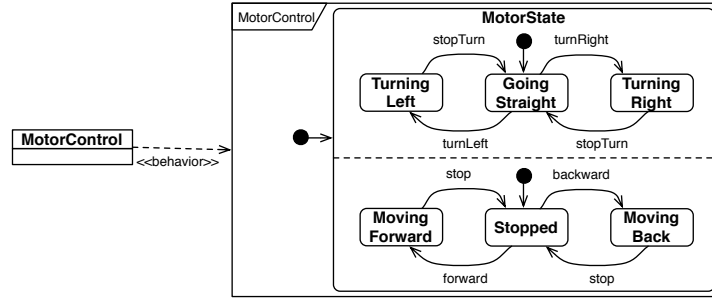 MotorControl
MotorState
stopTurn
turnRight
Turning
Left
Going
Straight
Turning
Right
turnLeft
stopTurn
MotorControl
<<behavior>>
stop
backward
Moving
Forward
Stopped
Moving
Back
forward
stop